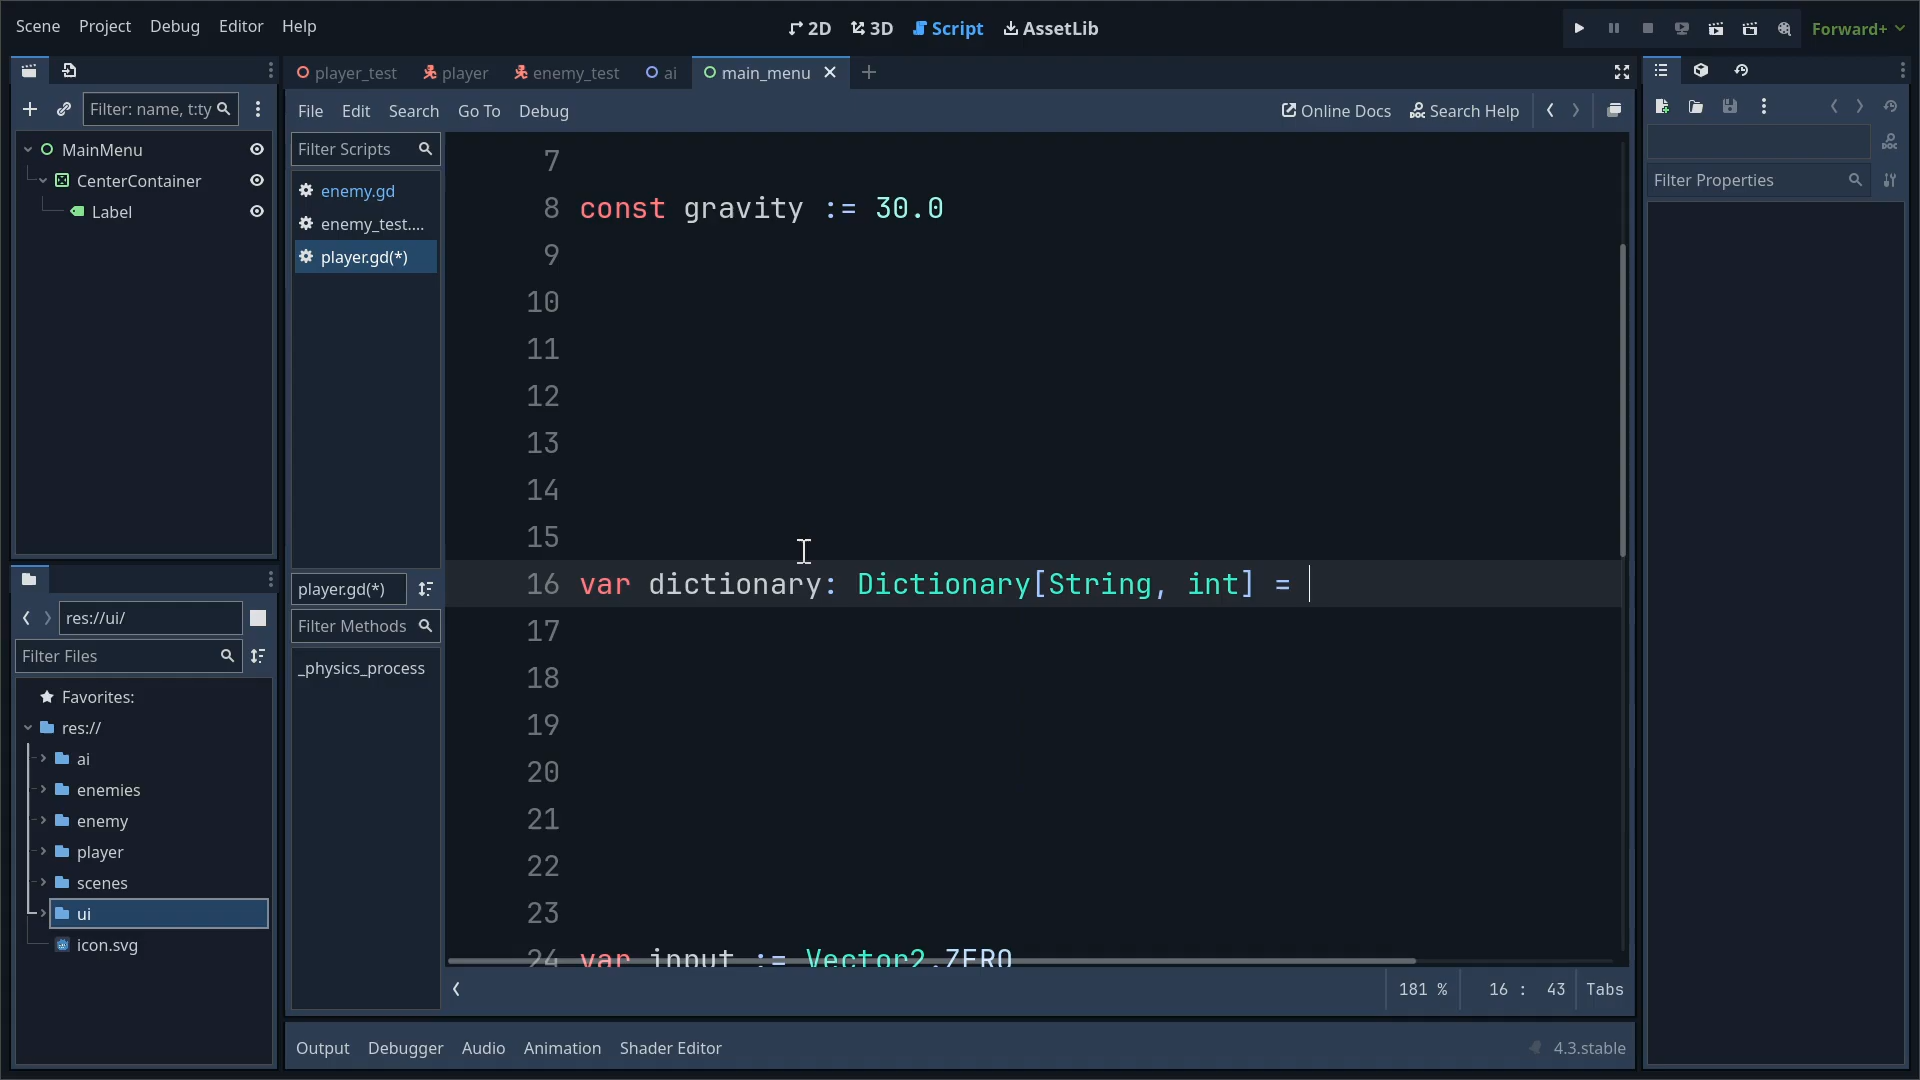 Scene Project Debug Editor Help
2D 3D Script AssetLib
Forward+
player_test player enemy_test ai main_menu
Filter: name, t:ty
MainMenu
CenterContainer
Label
File Edit Search Go To Debug
Online Docs Search Help
Filter Scripts
enemy.gd
enemy_test....
player.gd(*)
player.gd(*)
Filter Methods
_physics_process
7
8 const gravity := 30.0
9
10
11
12
13
14
15
16 var dictionary: Dictionary[String, int] =
17
18
19
20
21
22
23
24 var input := Vector2.ZERO
181 % 16 : 43 Tabs
res://ui/
Filter Files
Favorites:
res://
ai
enemies
enemy
player
scenes
ui
icon.svg
Output Debugger Audio Animation Shader Editor
4.3.stable
Filter Properties